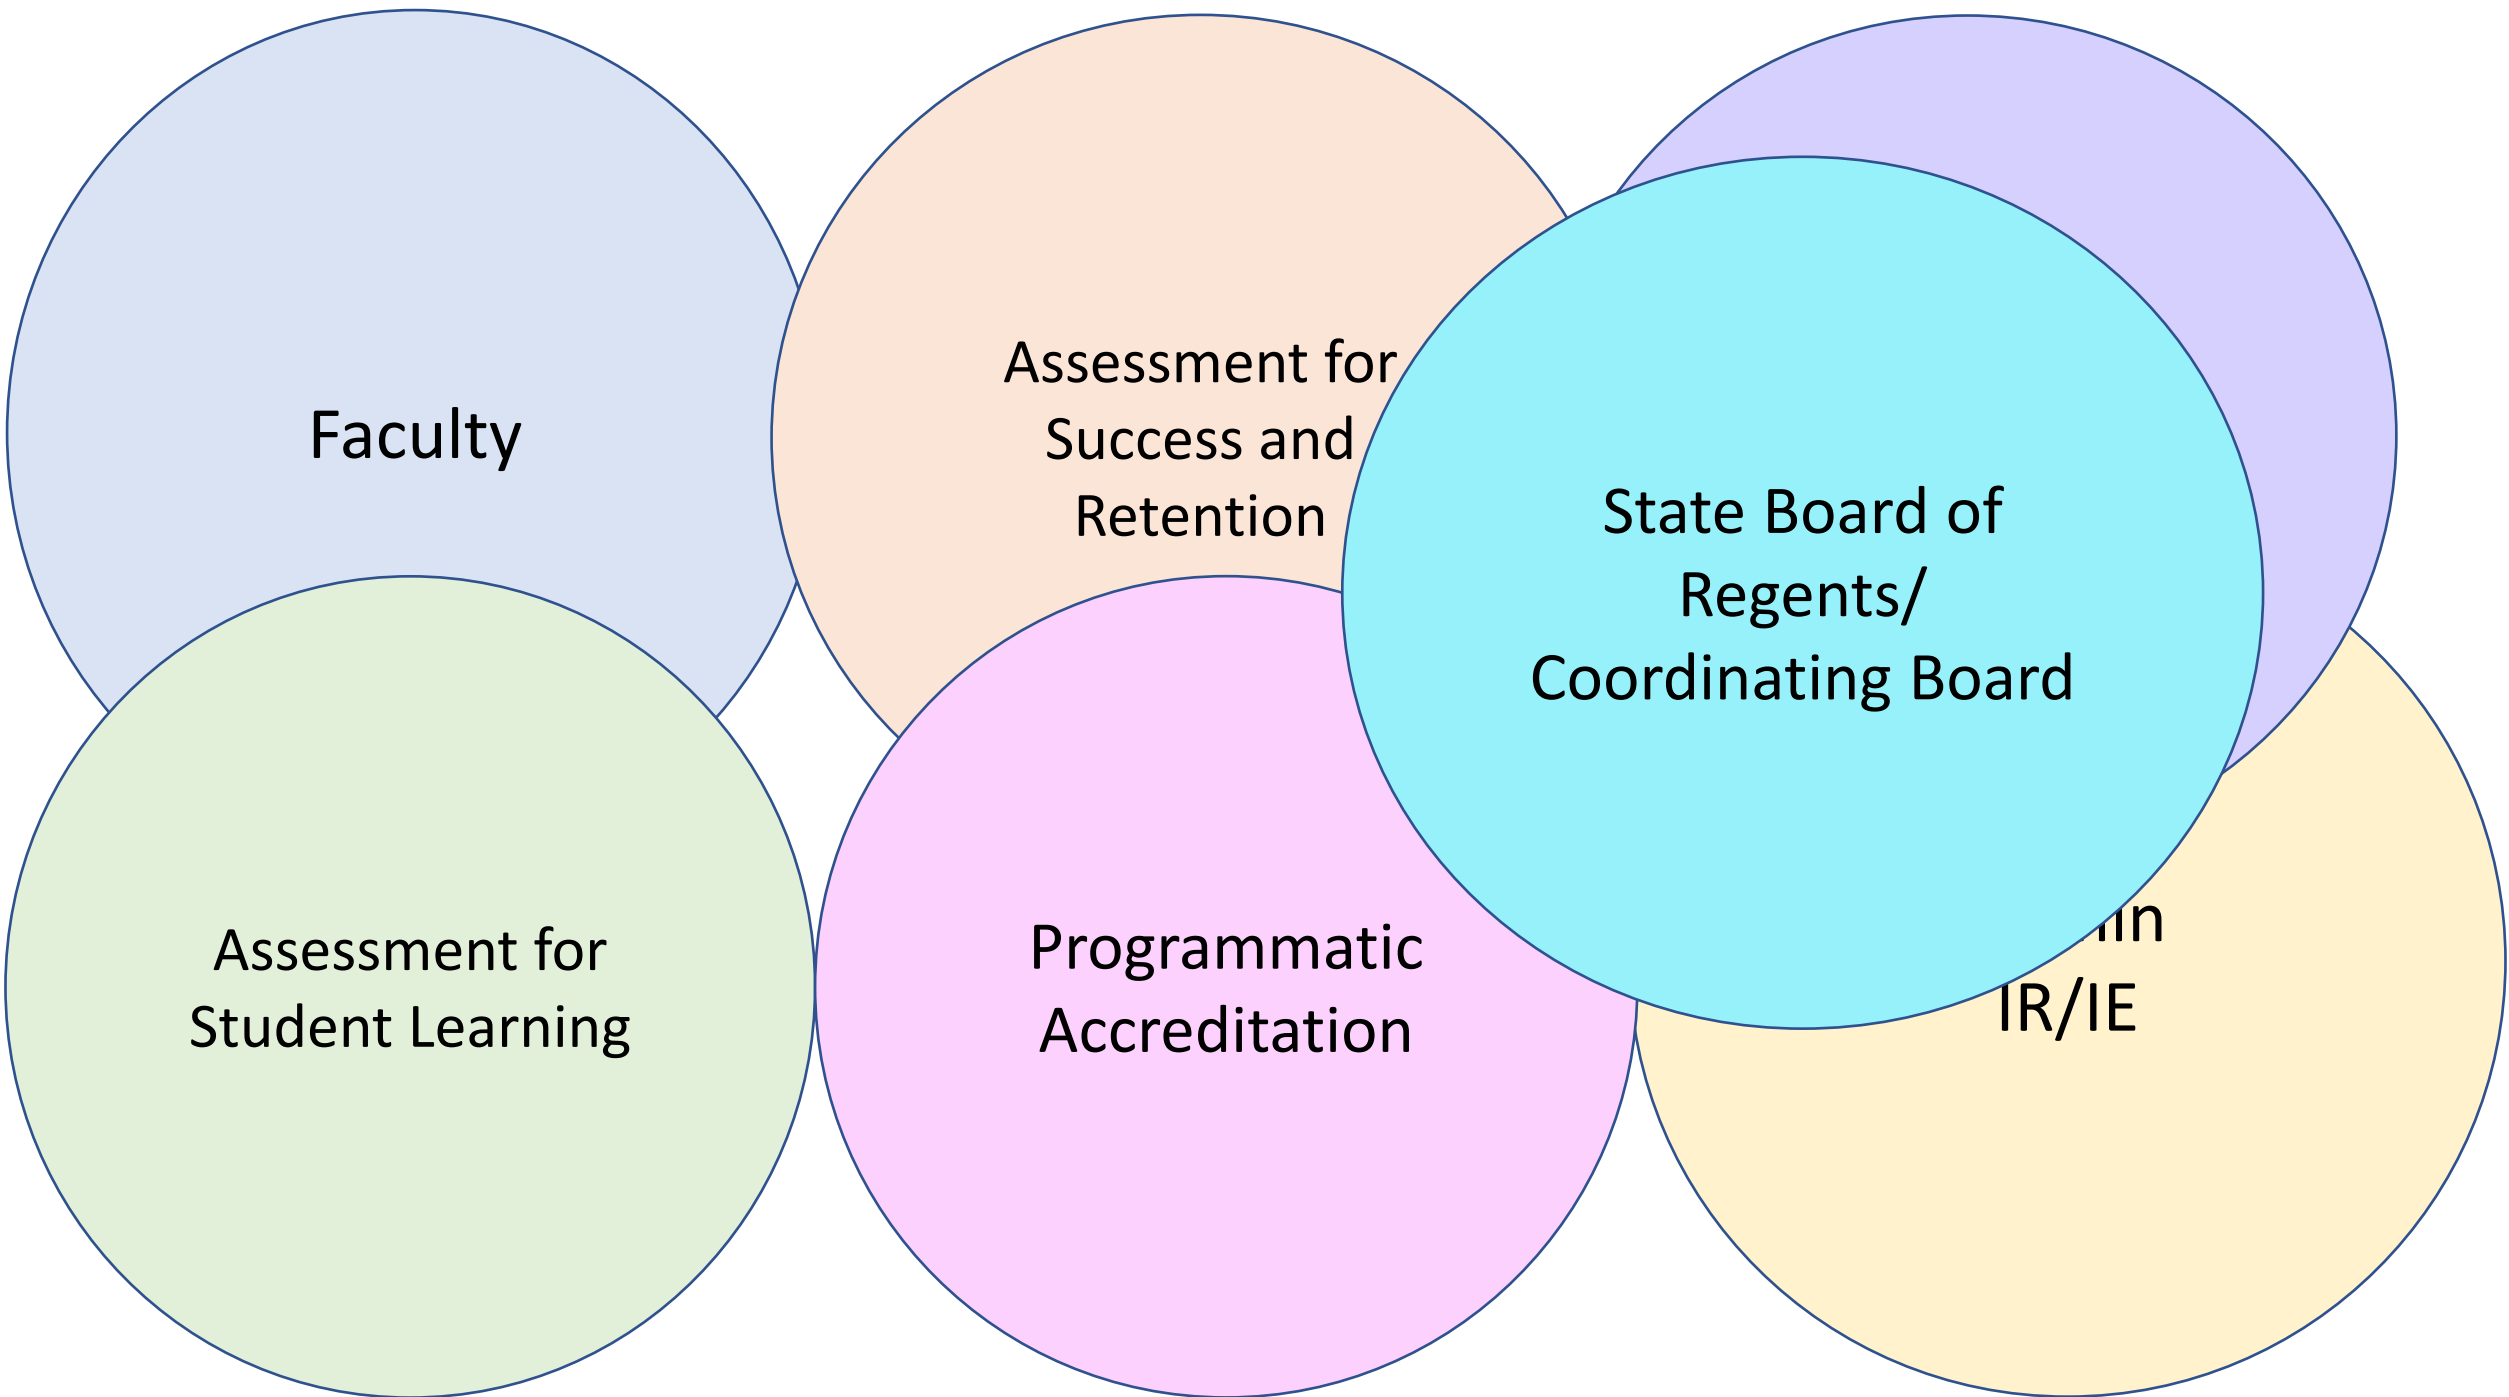 Faculty
Assessment for
Success and
Retention
State Board of
Regents/
Coordinating Board
Assessment for
Student Learning
Programmatic
Accreditation
IR/IE